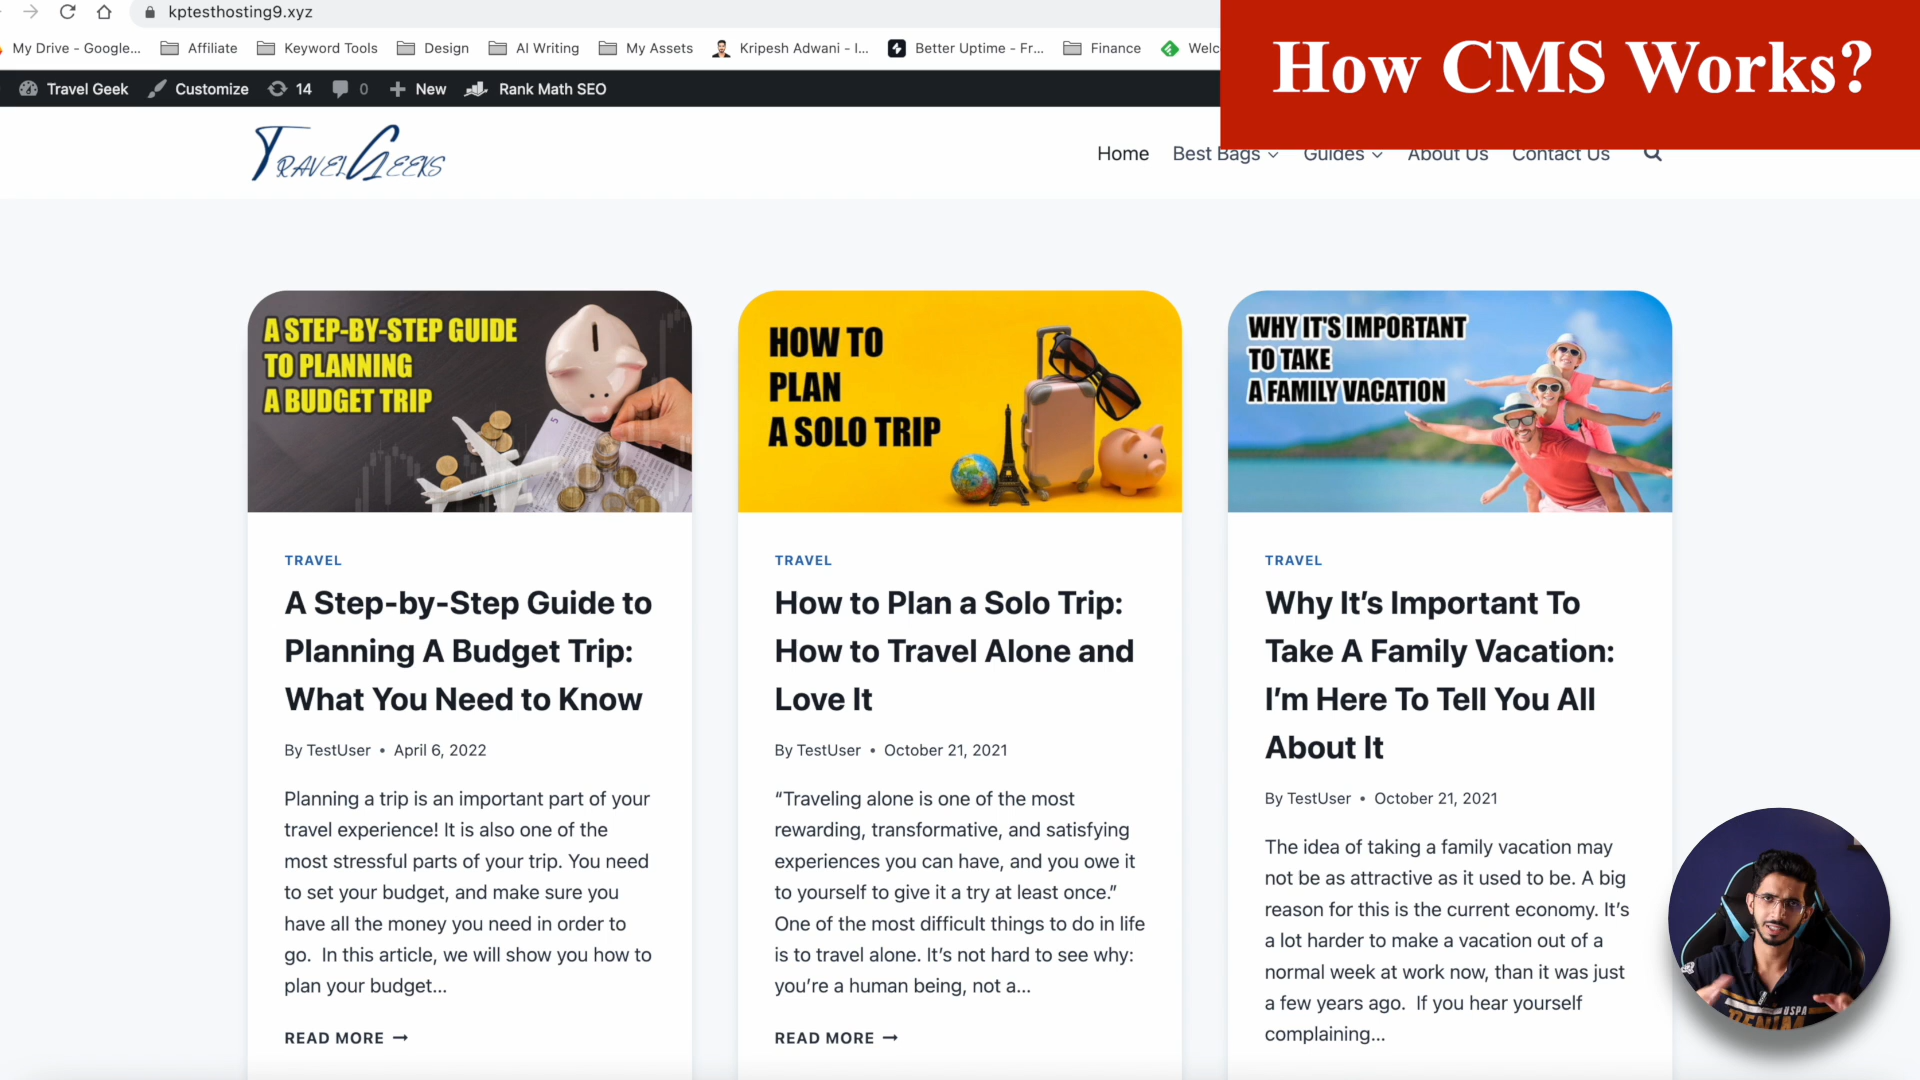 kptesthosting9.xyz
My Drive - Google...
Affiliate
Keyword Tools
Design
AI Writing
My Assets
Kripesh Adwani - I...
Better Uptime - Fr...
Finance
Welc
How CMS Works?
Travel Geek
Customize
14
0
New
Rank Math SEO
TRAVEL GEEKS
Home
Best Bags
Guides
About Us
Contact Us
A STEP-BY-STEP GUIDE
TO PLANNING
A BUDGET TRIP
HOW TO
PLAN
A SOLO TRIP
WHY IT'S IMPORTANT
TO TAKE
A FAMILY VACATION
TRAVEL
A Step-by-Step Guide to
Planning A Budget Trip:
What You Need to Know
By TestUser • April 6, 2022
Planning a trip is an important part of your
travel experience! It is also one of the
most stressful parts of your trip. You need
to set your budget, and make sure you
have all the money you need in order to
go. In this article, we will show you how to
plan your budget...
READ MORE →
TRAVEL
How to Plan a Solo Trip:
How to Travel Alone and
Love It
By TestUser • October 21, 2021
“Traveling alone is one of the most
rewarding, transformative, and satisfying
experiences you can have, and you owe it
to yourself to give it a try at least once.”
One of the most difficult things to do in life
is to travel alone. It’s not hard to see why:
you’re a human being, not a...
READ MORE →
TRAVEL
Why It’s Important To
Take A Family Vacation:
I’m Here To Tell You All
About It
By TestUser • October 21, 2021
The idea of taking a family vacation may
not be as attractive as it used to be. A big
reason for this is the current economy. It’s
a lot harder to make a vacation out of a
normal week at work now, than it was just
a few years ago. If you hear yourself
complaining...
USPA